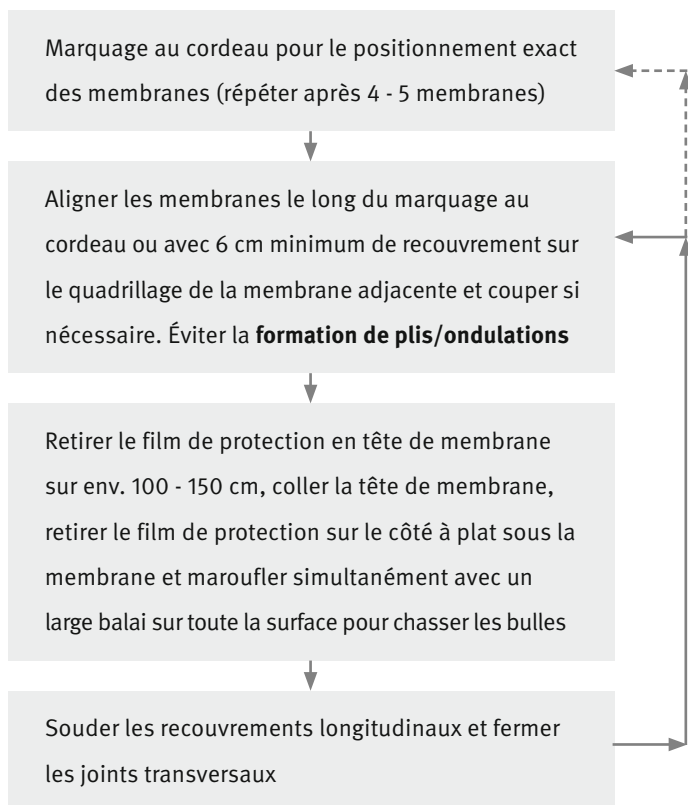 Marquage au cordeau pour le positionnement exact
des membranes (répéter après 4 - 5 membranes)
Aligner les membranes le long du marquage au
cordeau ou avec 6 cm minimum de recouvrement sur
le quadrillage de la membrane adjacente et couper si
nécessaire. Éviter la formation de plis/ondulations
Retirer le film de protection en tête de membrane
sur env. 100 - 150 cm, coller la tête de membrane,
retirer le film de protection sur le côté à plat sous la
membrane et maroufler simultanément avec un
large balai sur toute la surface pour chasser les bulles
Souder les recouvrements longitudinaux et fermer
les joints transversaux